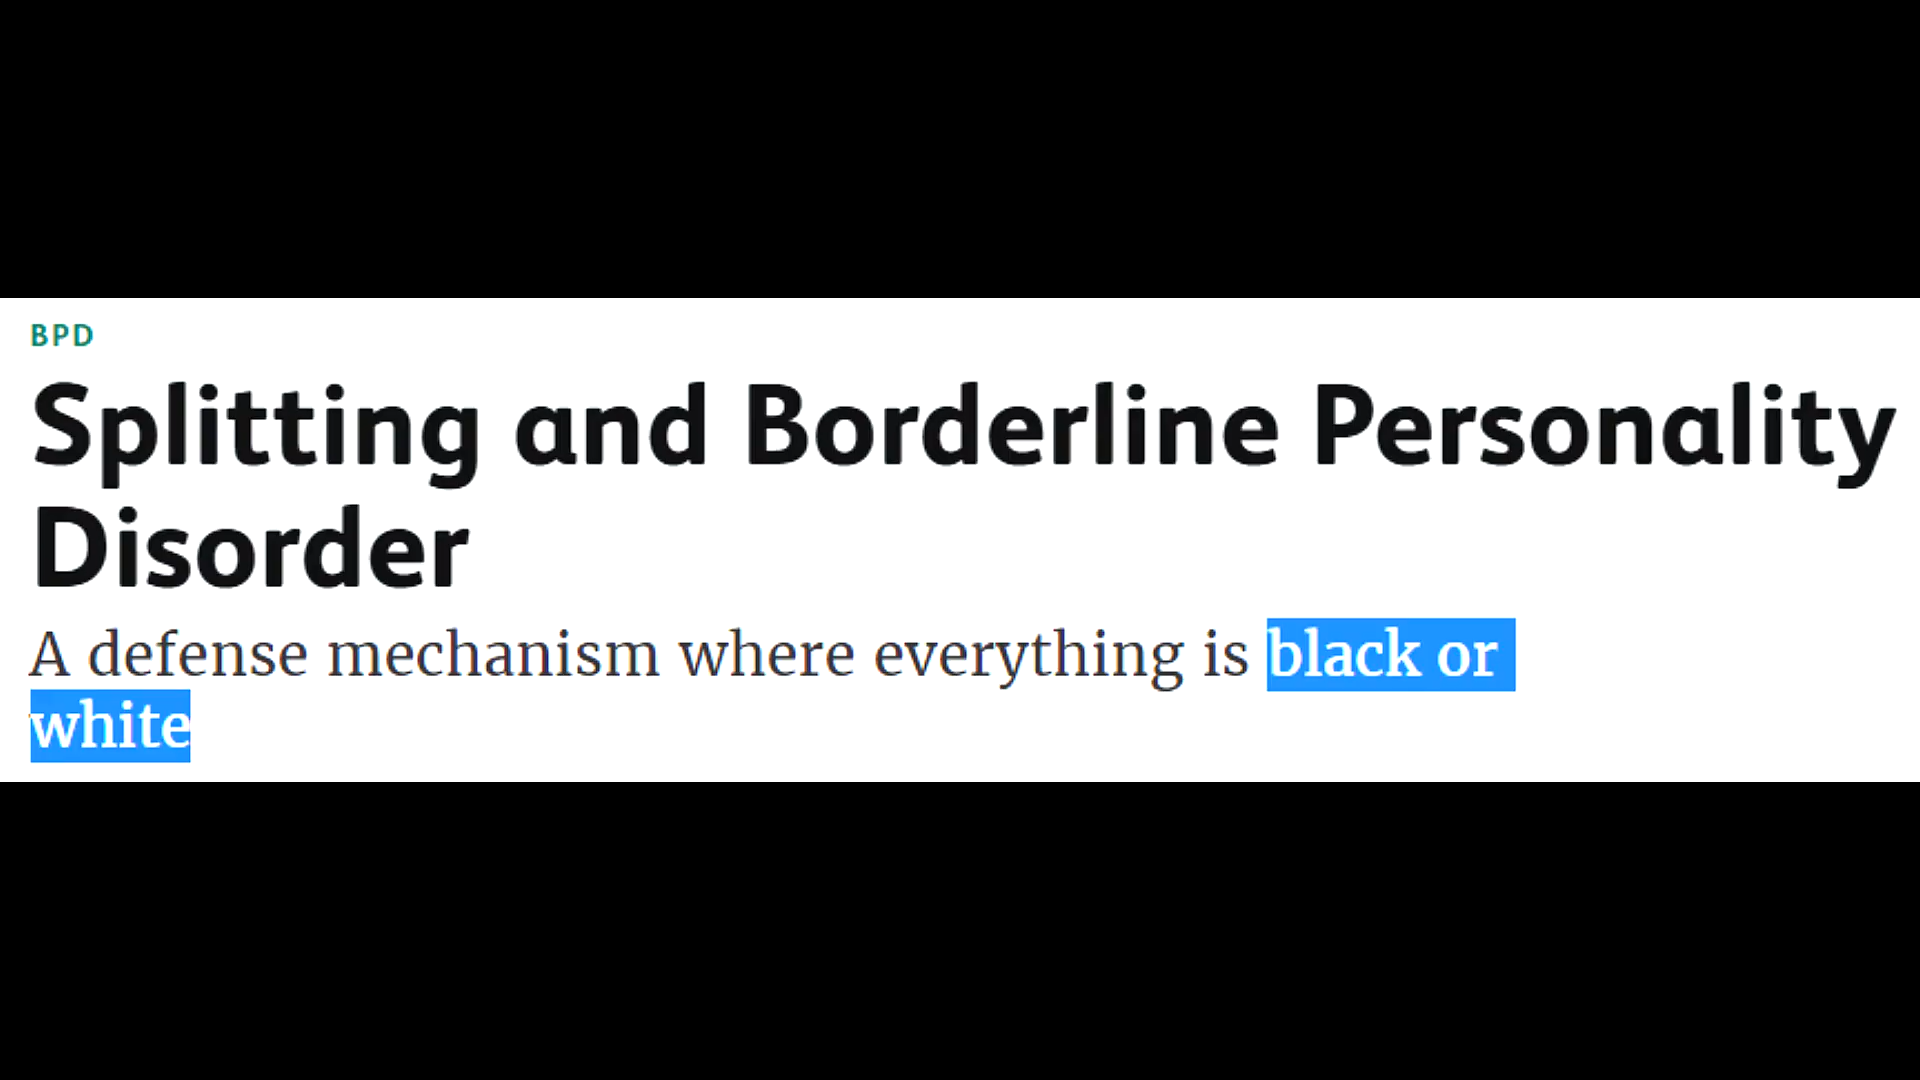 BPD
Splitting and Borderline Personality
Disorder
A defense mechanism where everything is black or
white